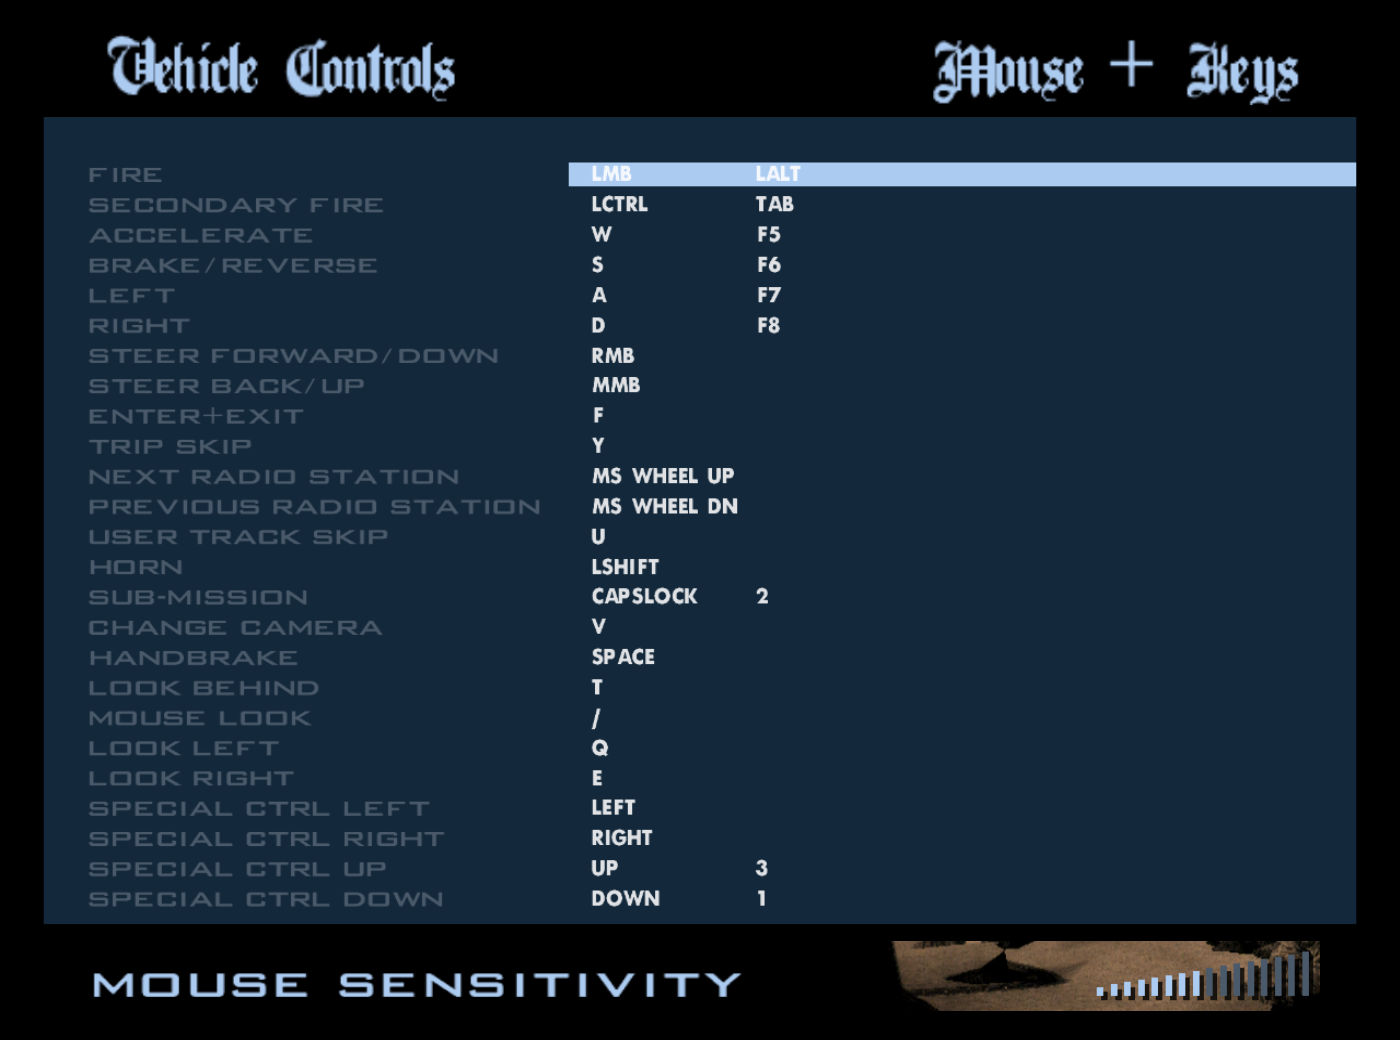 Vehicle Controls Mouse + Keys
FIRE LMB LALT
SECONDARY FIRE LCTRL TAB
ACCELERATE W F5
BRAKE/REVERSE S F6
LEFT A F7
RIGHT D F8
STEER FORWARD/DOWN RMB
STEER BACK/UP MMB
ENTER+EXIT F
TRIP SKIP Y
NEXT RADIO STATION MS WHEEL UP
PREVIOUS RADIO STATION MS WHEEL DN
USER TRACK SKIP U
HORN LSHIFT
SUB-MISSION CAPSLOCK 2
CHANGE CAMERA V
HANDBRAKE SPACE
LOOK BEHIND T
MOUSE LOOK /
LOOK LEFT Q
LOOK RIGHT E
SPECIAL CTRL LEFT LEFT
SPECIAL CTRL RIGHT RIGHT
SPECIAL CTRL UP UP 3
SPECIAL CTRL DOWN DOWN 1
MOUSE SENSITIVITY